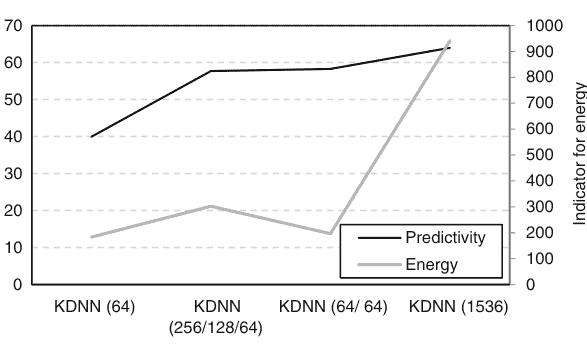 70
60
50
40
30
20
10
0
1000
900
800
700
600
500
400
300
200
100
0
Indicator for energy
Predictivity
Energy
KDNN (64)
KDNN
(256/128/64)
KDNN (64/ 64)
KDNN (1536)